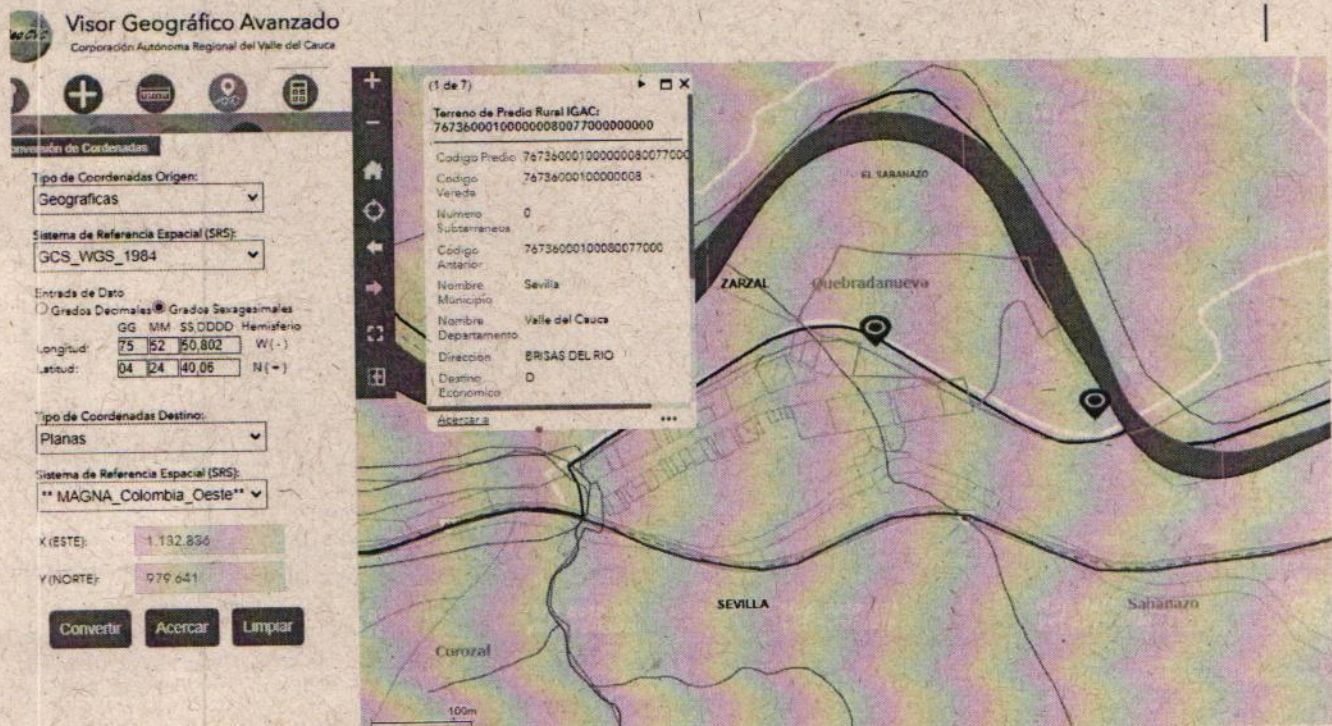 Visor Geográfico Avanzado
Corporación Autónoma Regional del Valle del Cauca
Conversión de Cordenadas
Tipo de Coordenadas Origen:
Geograficas
Sistema de Referencia Espacial (SRS):
GCS_WGS_1984
Entrada de Dato
Grados Decimales Grados Sexagesimales
GG MM SS,DDDD Hemisferio
Longitud: 75 52 50,802 W ( - )
Latitud: 04 24 40,06 N ( + )
Tipo de Coordenadas Destino:
Planas
Sistema de Referencia Espacial (SRS):
** MAGNA_Colombia_Oeste**
X (ESTE): 1.132.836
Y (NORTE): 979.641
Convertir Acercar Limpiar
(1 de 7)
Terreno de Predio Rural IGAC:
767360001000000080077000000000
Codigo Predio 767360001000000080077000
Codigo Vereda 76736000100000008
Numero Subterraneos 0
Código Anterior 76736000100080077000
Nombre Municipio Sevilla
Nombre Departamento Valle del Cauca
Dirección BRISAS DEL RIO
Destino Economico D
Acercar a
EL SABANAZO
ZARZAL
Quebradanueva
SEVILLA
Sabanazo
Corozal
100m